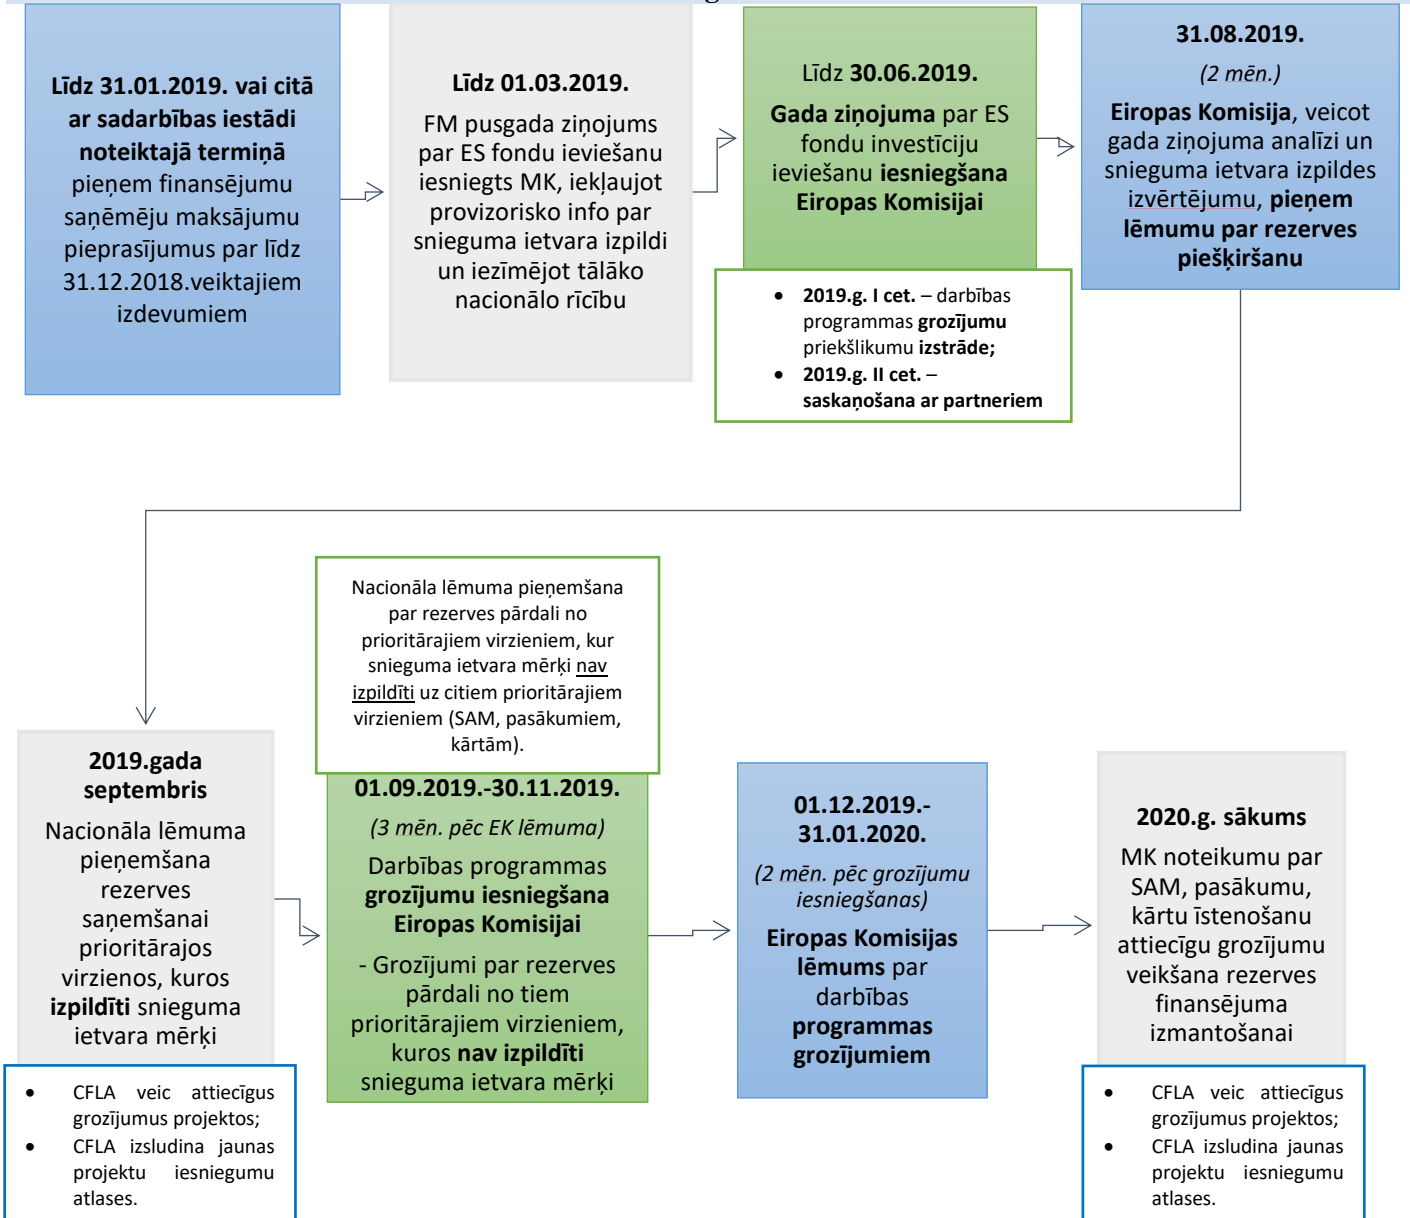 Līdz 31.01.2019. vai citā
ar sadarbības iestādi
noteiktajā termiņā
pieņem finansējumu
saņēmēju maksājumu
pieprasījumus par līdz
31.12.2018.veiktajiem
izdevumiem
Līdz 01.03.2019.
FM pusgada ziņojums
par ES fondu ieviešanu
iesniegts MK, iekļaujot
provizorisko info par
snieguma ietvara izpildi
un iezīmējot tālāko
nacionālo rīcību
Līdz 30.06.2019.
Gada ziņojuma par ES
fondu investīciju
ieviešanu iesniegšana
Eiropas Komisijai
• 2019.g. I cet. – darbības
programmas grozījumu
priekšlikumu izstrāde;
• 2019.g. II cet. –
saskaņošana ar partneriem
31.08.2019.
(2 mēn.)
Eiropas Komisija, veicot
gada ziņojuma analīzi un
snieguma ietvara izpildes
izvērtējumu, pieņem
lēmumu par rezerves
piešķiršanu
2019.gada
septembris
Nacionāla lēmuma
pieņemšana
rezerves
saņemšanai
prioritārajos
virzienos, kuros
izpildīti snieguma
ietvara mērķi
• CFLA veic attiecīgus
grozījumus projektos;
• CFLA izsludina jaunas
projektu iesniegumu
atlases.
Nacionāla lēmuma pieņemšana
par rezerves pārdali no
prioritārajiem virzieniem, kur
snieguma ietvara mērķi nav
izpildīti uz citiem prioritārajiem
virzieniem (SAM, pasākumiem,
kārtām).
01.09.2019.-30.11.2019.
(3 mēn. pēc EK lēmuma)
Darbības programmas
grozījumu iesniegšana
Eiropas Komisijai
- Grozījumi par rezerves
pārdali no tiem
prioritārajiem virzieniem,
kuros nav izpildīti
snieguma ietvara mērķi
01.12.2019.-
31.01.2020.
(2 mēn. pēc grozījumu
iesniegšanas)
Eiropas Komisijas
lēmums par
darbības
programmas
grozījumiem
2020.g. sākums
MK noteikumu par
SAM, pasākumu,
kārtu īstenošanu
attiecīgu grozījumu
veikšana rezerves
finansējuma
izmantošanai
• CFLA veic attiecīgus
grozījumus projektos;
• CFLA izsludina jaunas
projektu iesniegumu
atlases.